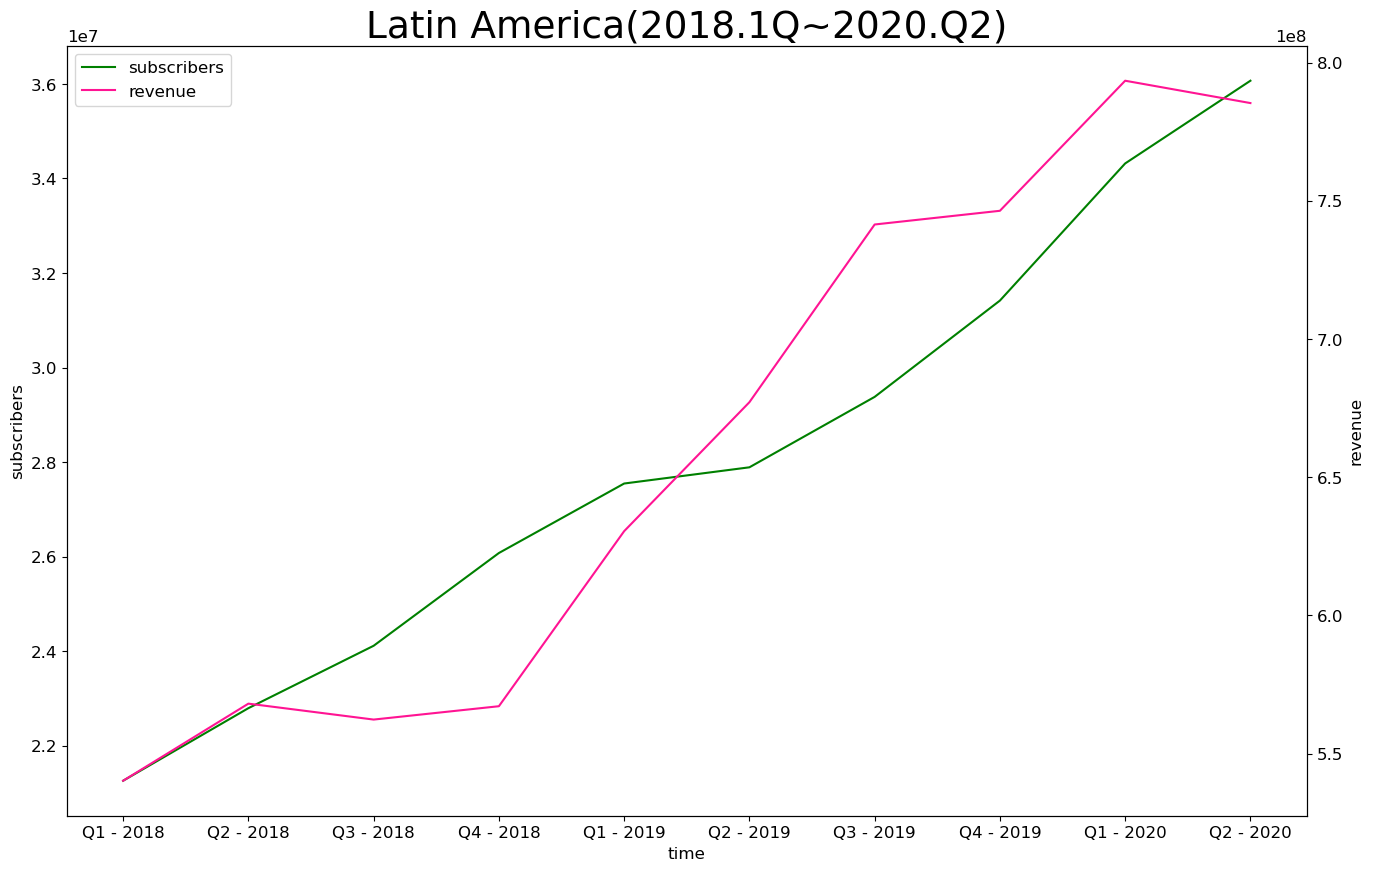 Latin America(2018.1Q~2020.Q2)
1e7
1e8
subscribers
revenue
3.6
3.4
3.2
3.0
2.8
2.6
2.4
2.2
subscribers
8.0
7.5
7.0
6.5
6.0
5.5
revenue
Q1 - 2018 Q2 - 2018 Q3 - 2018 Q4 - 2018 Q1 - 2019 Q2 - 2019 Q3 - 2019 Q4 - 2019 Q1 - 2020 Q2 - 2020
time